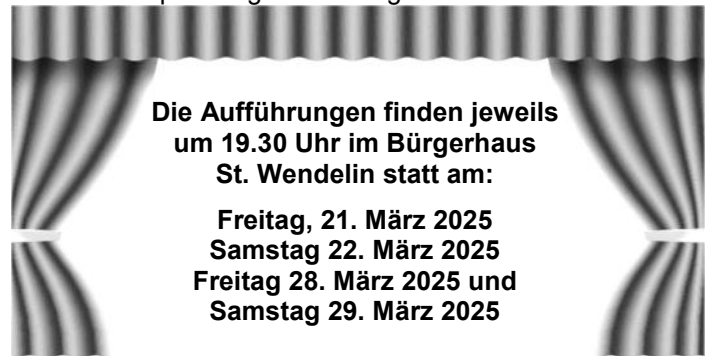 Die Aufführungen finden jeweils
um 19.30 Uhr im Bürgerhaus
St. Wendelin statt am:
Freitag, 21. März 2025
Samstag 22. März 2025
Freitag 28. März 2025 und
Samstag 29. März 2025